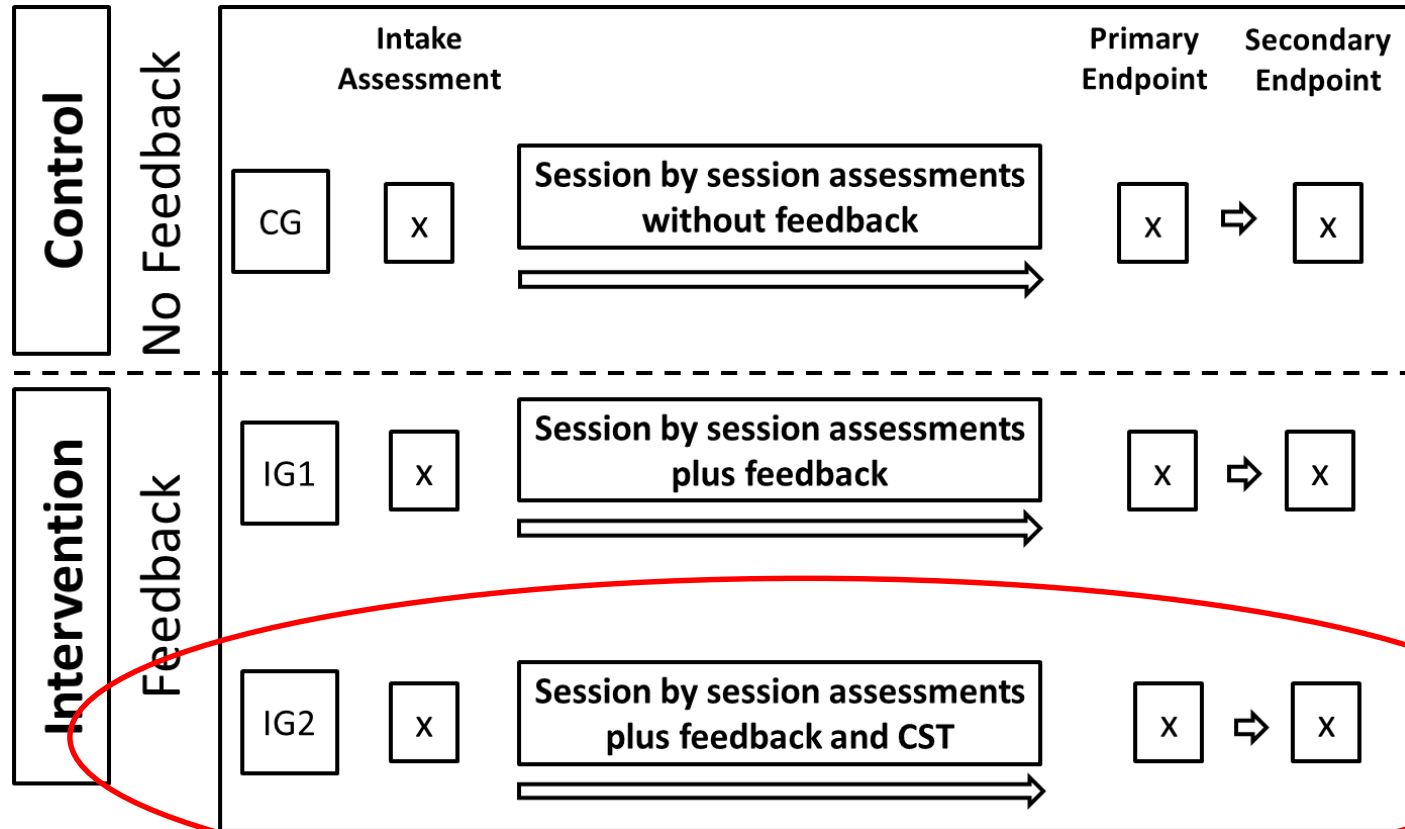 Control
No Feedback
Intake
Assessment
Primary
Endpoint
Secondary
Endpoint
CG
x
Session by session assessments
without feedback
x
x
Intervention
Feedback
IG1
x
Session by session assessments
plus feedback
x
x
IG2
x
Session by session assessments
plus feedback and CST
x
x